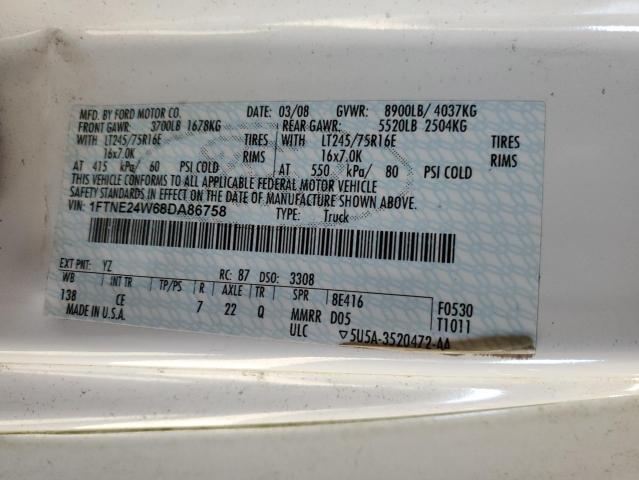 MFD. BY FORD MOTOR CO. DATE: 03/08 GVWR: 8900LB/ 4037KG
FRONT GAWR: 3700LB 1678KG REAR GAWR: 5520LB 2504KG
WITH LT245/75R16E TIRES WITH LT245/75R16E TIRES
16x7.0K RIMS 16x7.0K RIMS
AT 415 kPa/ 60 PSI COLD AT 550 kPa/ 80 PSI COLD
THIS VEHICLE CONFORMS TO ALL APPLICABLE FEDERAL MOTOR VEHICLE
SAFETY STANDARDS IN EFFECT ON THE DATE OF MANUFACTURE SHOWN ABOVE.
VIN: 1FTNE24W68DA86758 TYPE: Truck
EXT PNT: YZ RC: 87 DSO: 3308
WB INT TR TP/PS R AXLE TR SPR 8E416 F0530
138 CE 7 22 Q MMRR D05 T1011
MADE IN U.S.A. ULC ▽5U5A-3520472-AA